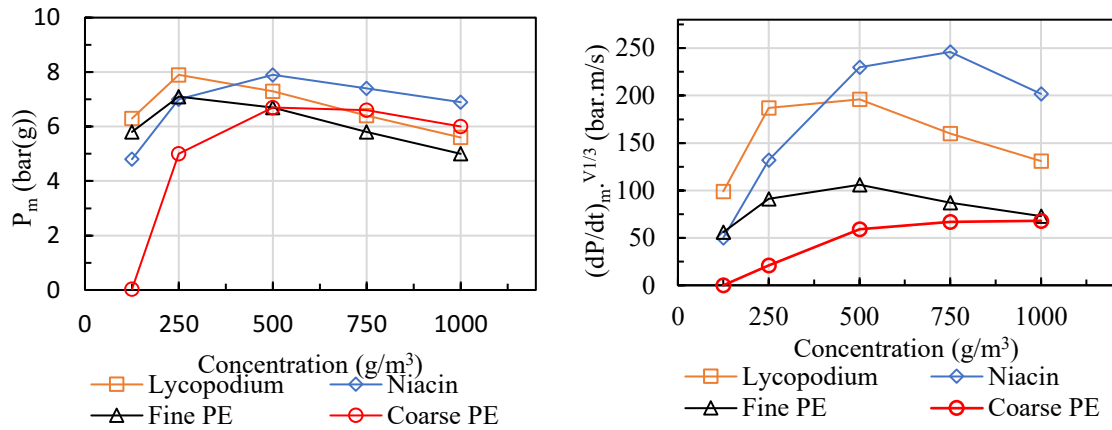 P_m (bar(g))
10
8
6
4
2
0
0 250 500 750 1000
Concentration (g/m³)
Lycopodium Niacin
Fine PE Coarse PE
(dP/dt)_m.^V1/3 (bar.m/s)
250
200
150
100
50
0
0 250 500 750 1000
Concentration (g/m³)
Lycopodium Niacin
Fine PE Coarse PE